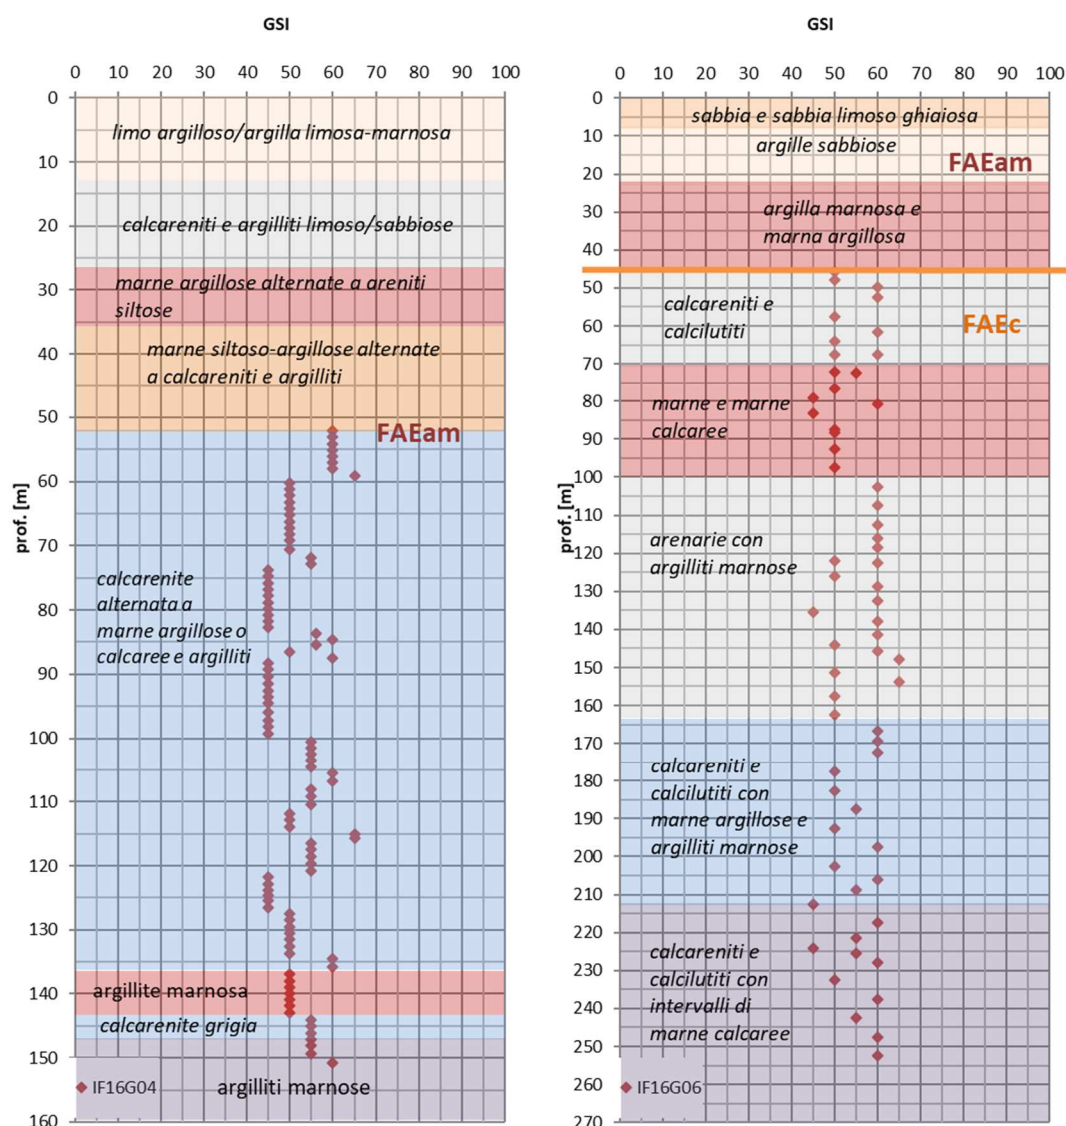 GSI
0 10 20 30 40 50 60 70 80 90 100
prof. [m]
0
10
20
30
40
50
60
70
80
90
100
110
120
130
140
150
160
limo argilloso/argilla limosa-marnosa
calcareniti e argilliti limoso/sabbiose
marne argillose alternate a areniti
siltose
marne siltoso-argillose alternate
a calcareniti e argilliti
FAEam
calcarenite
alternata a
marne argillose o
calcaree e argilliti
argillite marnosa
calcarenite grigia
argilliti marnose
IF16G04
GSI
0 10 20 30 40 50 60 70 80 90 100
prof. [m]
0
10
20
30
40
50
60
70
80
90
100
110
120
130
140
150
160
170
180
190
200
210
220
230
240
250
260
270
sabbia e sabbia limoso ghiaiosa
argille sabbiose
FAEam
argilla marnosa e
marna argillosa
calcareniti e
calcilutiti
FAEc
marne e marne
calcaree
arenarie con
argilliti marnose
calcareniti e
calcilutiti con
marne argillose e
argilliti marnose
calcareniti e
calcilutiti con
intervalli di
marne calcaree
IF16G06